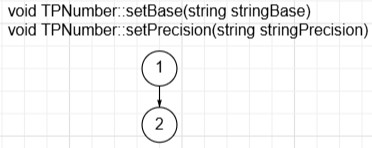 void TPNumber::setBase(string stringBase)
void TPNumber::setPrecision(string stringPrecision)
1
2